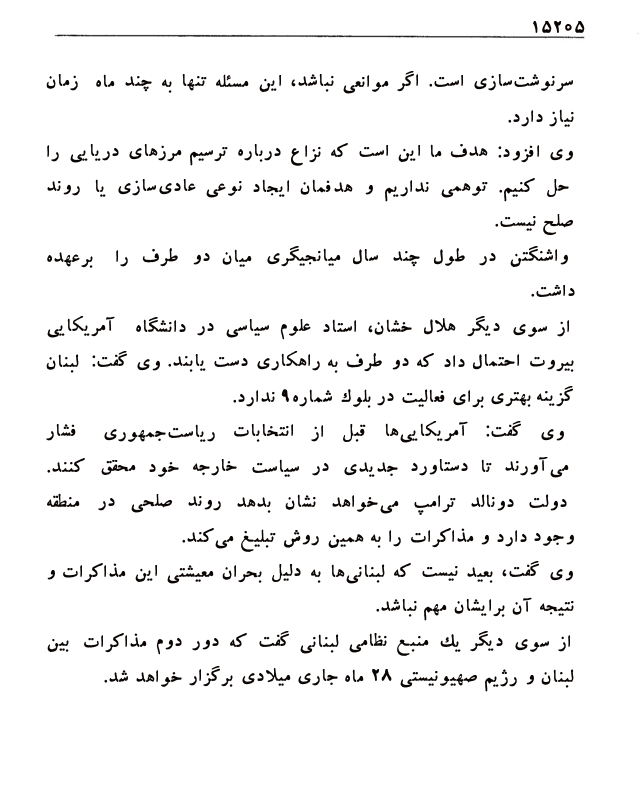 ۱۵۲۰۵
سرنوشت‌سازی است. اگر موانعی نباشد، این مسئله تنها به چند ماه زمان
نیاز دارد.
وی افزود: هدف ما این است که نزاع درباره ترسیم مرزهای دریایی را
حل کنیم. توهمی نداریم و هدفمان ایجاد نوعی عادی‌سازی یا روند
صلح نیست.
واشنگتن در طول چند سال میانجیگری میان دو طرف را برعهده
داشت.
از سوی دیگر هلال خشان، استاد علوم سیاسی در دانشگاه آمریکایی
بیروت احتمال داد که دو طرف به راهکاری دست یابند. وی گفت: لبنان
گزینه بهتری برای فعالیت در بلوك شماره۹ ندارد.
وی گفت: آمریکایی‌ها قبل از انتخابات ریاست‌جمهوری فشار
می‌آورند تا دستاورد جدیدی در سیاست خارجه خود محقق کنند.
دولت دونالد ترامپ می‌خواهد نشان بدهد روند صلحی در منطقه
وجود دارد و مذاکرات را به همین روش تبلیغ می‌کند.
وی گفت، بعید نیست که لبنانی‌ها به دلیل بحران معیشتی این مذاکرات و
نتیجه آن برایشان مهم نباشد.
از سوی دیگر یك منبع نظامی لبنانی گفت که دور دوم مذاکرات بین
لبنان و رژیم صهیونیستی ۲۸ ماه جاری میلادی برگزار خواهد شد.